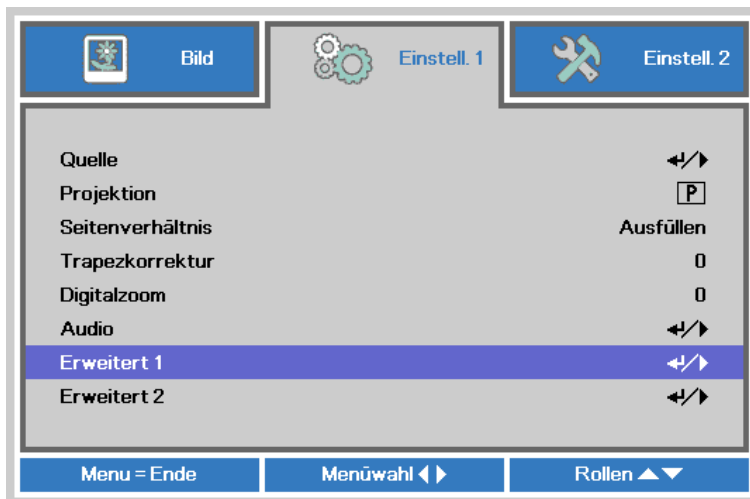 Bild Einstell. 1 Einstell. 2
Quelle ↵/▶
Projektion P
Seitenverhältnis Ausfüllen
Trapezkorrektur 0
Digitalzoom 0
Audio ↵/▶
Erweitert 1 ↵/▶
Erweitert 2 ↵/▶
Menu = Ende Menüwahl ◀ ▶ Rollen ▲▼